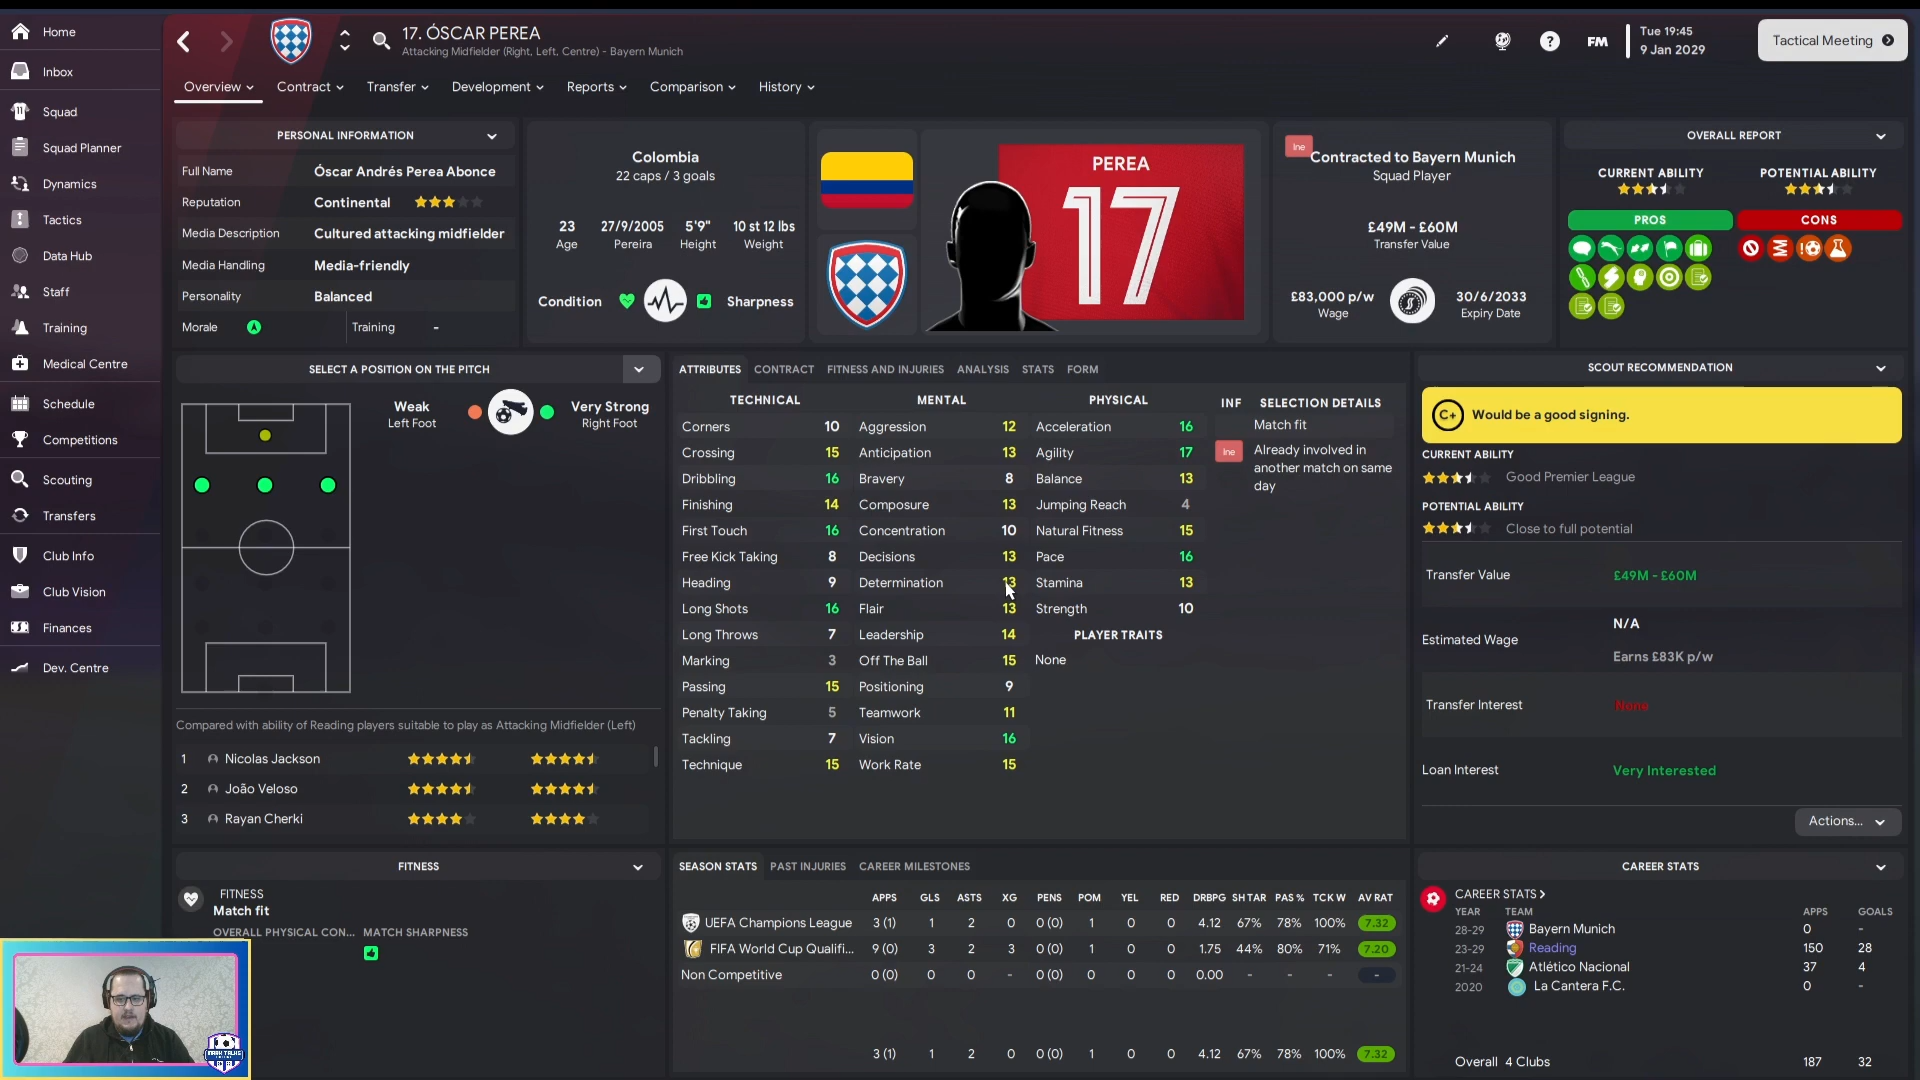 Home
Inbox
Squad
Squad Planner
Dynamics
Tactics
Data Hub
Staff
Training
Medical Centre
Schedule
Competitions
Scouting
Transfers
Club Info
Club Vision
Finances
Dev. Centre
17. ÓSCAR PEREA
Attacking Midfielder (Right, Left, Centre) - Bayern Munich
FM
Tue 19:45
9 Jan 2029
Tactical Meeting
Overview Contract Transfer Development Reports Comparison History
PERSONAL INFORMATION
Full Name Óscar Andrés Perea Abonce
Reputation Continental
Media Description Cultured attacking midfielder
Media Handling Media-friendly
Personality Balanced
Morale Training -
Colombia
22 caps / 3 goals
23 27/9/2005 5'9" 10 st 12 lbs
Age Pereira Height Weight
Condition Sharpness
PEREA
17
Ine
Contracted to Bayern Munich
Squad Player
£49M - £60M
Transfer Value
£83,000 p/w 30/6/2033
Wage Expiry Date
OVERALL REPORT
CURRENT ABILITY POTENTIAL ABILITY
PROS CONS
SELECT A POSITION ON THE PITCH
Weak Very Strong
Left Foot Right Foot
Compared with ability of Reading players suitable to play as Attacking Midfielder (Left)
1 Nicolas Jackson
2 João Veloso
3 Rayan Cherki
ATTRIBUTES CONTRACT FITNESS AND INJURIES ANALYSIS STATS FORM
TECHNICAL MENTAL PHYSICAL INF SELECTION DETAILS
Corners 10 Aggression 12 Acceleration 16 Match fit
Crossing 15 Anticipation 13 Agility 17 Ine Already involved in another match on same day
Dribbling 16 Bravery 8 Balance 13
Finishing 14 Composure 13 Jumping Reach 4
First Touch 16 Concentration 10 Natural Fitness 15
Free Kick Taking 8 Decisions 13 Pace 16
Heading 9 Determination 13 Stamina 13
Long Shots 16 Flair 13 Strength 10
Long Throws 7 Leadership 14 PLAYER TRAITS
Marking 3 Off The Ball 15 None
Passing 15 Positioning 9
Penalty Taking 5 Teamwork 11
Tackling 7 Vision 16
Technique 15 Work Rate 15
SCOUT RECOMMENDATION
C+ Would be a good signing.
CURRENT ABILITY
Good Premier League
POTENTIAL ABILITY
Close to full potential
Transfer Value £49M - £60M
Estimated Wage N/A
Earns £83K p/w
Transfer Interest None
Loan Interest Very Interested
Actions...
FITNESS
FITNESS
Match fit
OVERALL PHYSICAL CON... MATCH SHARPNESS
SEASON STATS PAST INJURIES CAREER MILESTONES
APPS GLS ASTS XG PENS POM YEL RED DRBPG SH TAR PAS % TCK W AV RAT
UEFA Champions League 3 (1) 1 2 0 0 (0) 1 0 0 4.12 67% 78% 100% 7.32
FIFA World Cup Qualifi... 9 (0) 3 2 3 0 (0) 1 0 0 1.75 44% 80% 71% 7.20
Non Competitive 0 (0) 0 0 - 0 (0) 0 0 0 0.00 - - - -
3 (1) 1 2 0 0 (0) 1 0 0 4.12 67% 78% 100% 7.32
CAREER STATS
CAREER STATS
YEAR TEAM APPS GOALS
28-29 Bayern Munich 0 -
23-29 Reading 150 28
21-24 Atlético Nacional 37 4
2020 La Cantera F.C. 0 -
Overall 4 Clubs 187 32